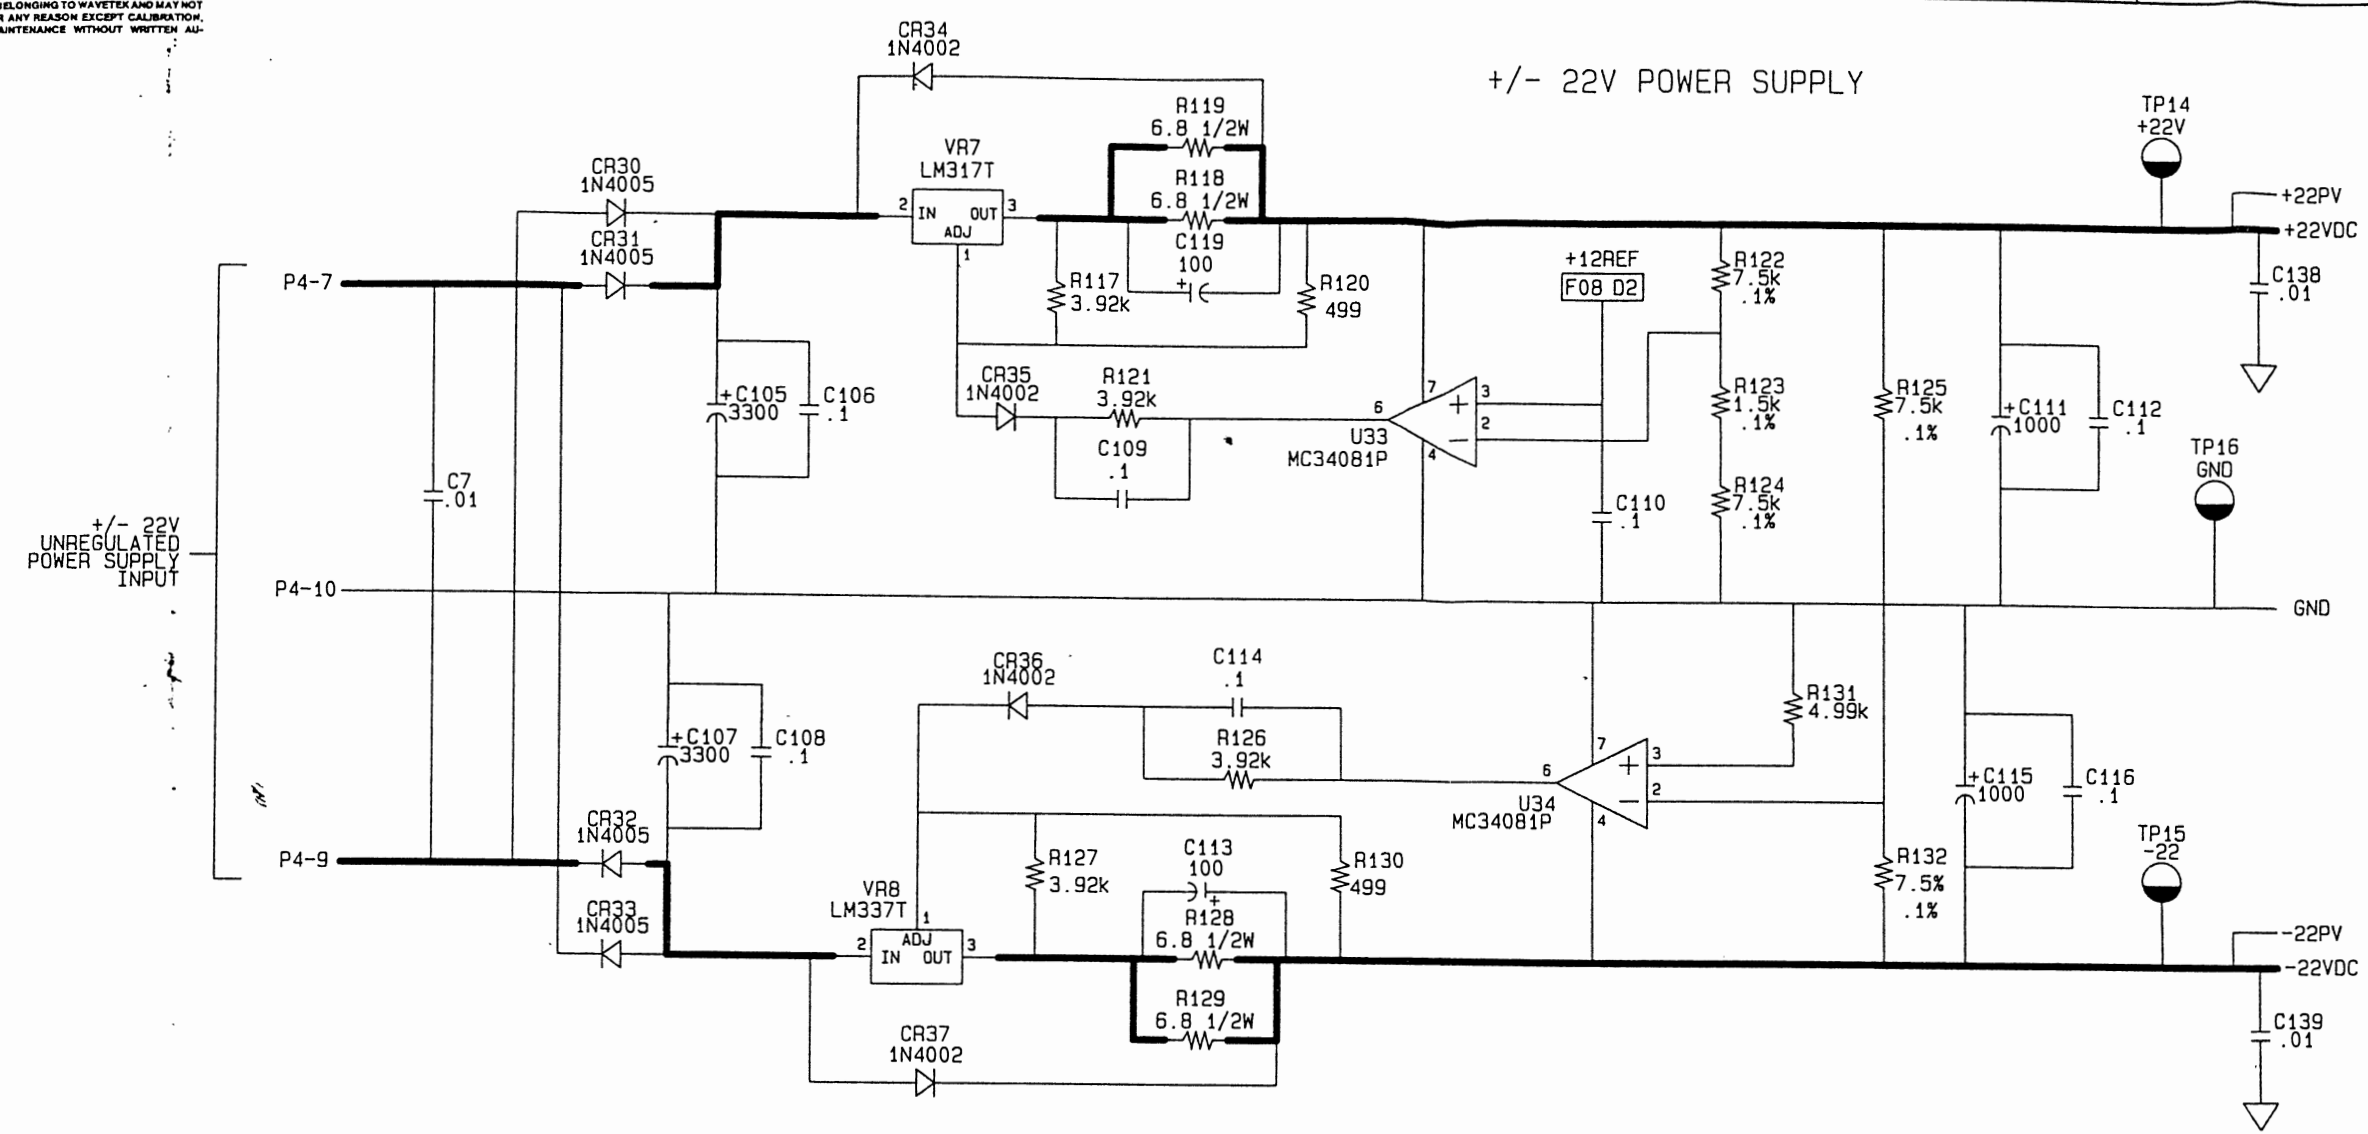 BELONGING TO WAVETEK AND MAY NOT
R ANY REASON EXCEPT CALIBRATION,
AINTENANCE WITHOUT WRITTEN AU-
+/- 22V POWER SUPPLY
CR34
1N4002
R119
6.8 1/2W
TP14
+22V
VR7
LM317T
CR30
1N4005
R118
6.8 1/2W
2
IN
OUT
3
ADJ
1
+22PV
+22VDC
CR31
1N4005
C119
100
+
+12REF
F08 D2
R122
7.5k
.1%
P4-7
R117
3.92k
R120
499
C138
.01
CR35
1N4002
R121
3.92k
7
3
+
6
2
-
4
U33
MC34081P
R123
1.5k
.1%
R125
7.5k
.1%
+
C105
3300
C106
.1
+
C111
1000
C112
.1
C109
.1
TP16
GND
C7
.01
R124
7.5k
.1%
C110
.1
+/- 22V
UNREGULATED
POWER SUPPLY
INPUT
P4-10
GND
CR36
1N4002
C114
.1
R131
4.99k
+
C107
3300
C108
.1
R126
3.92k
7
3
+
6
2
-
4
U34
MC34081P
+
C115
1000
C116
.1
CR32
1N4005
P4-9
TP15
-22
C113
100
+
R127
3.92k
R130
499
R132
7.5%
.1%
VR8
LM337T
CR33
1N4005
1
ADJ
2
IN
OUT
3
R128
6.8 1/2W
-22PV
-22VDC
R129
6.8 1/2W
CR37
1N4002
C139
.01